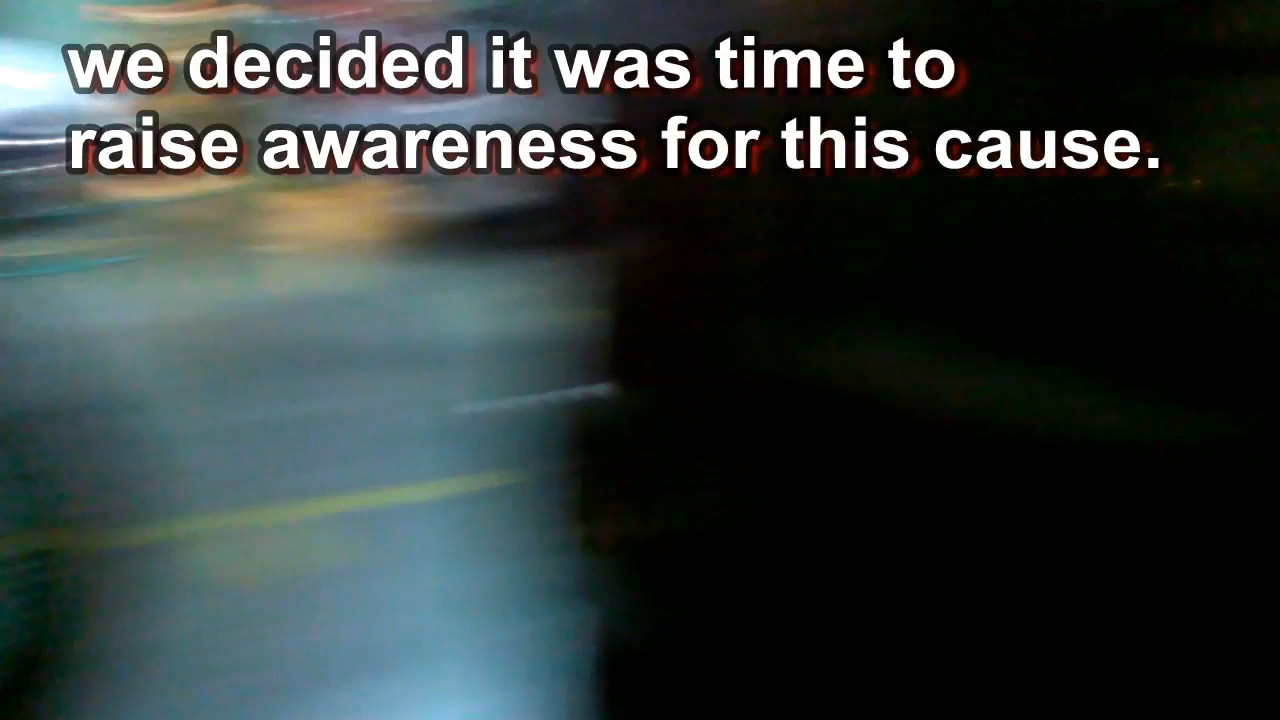 we decided it was time to
raise awareness for this cause.